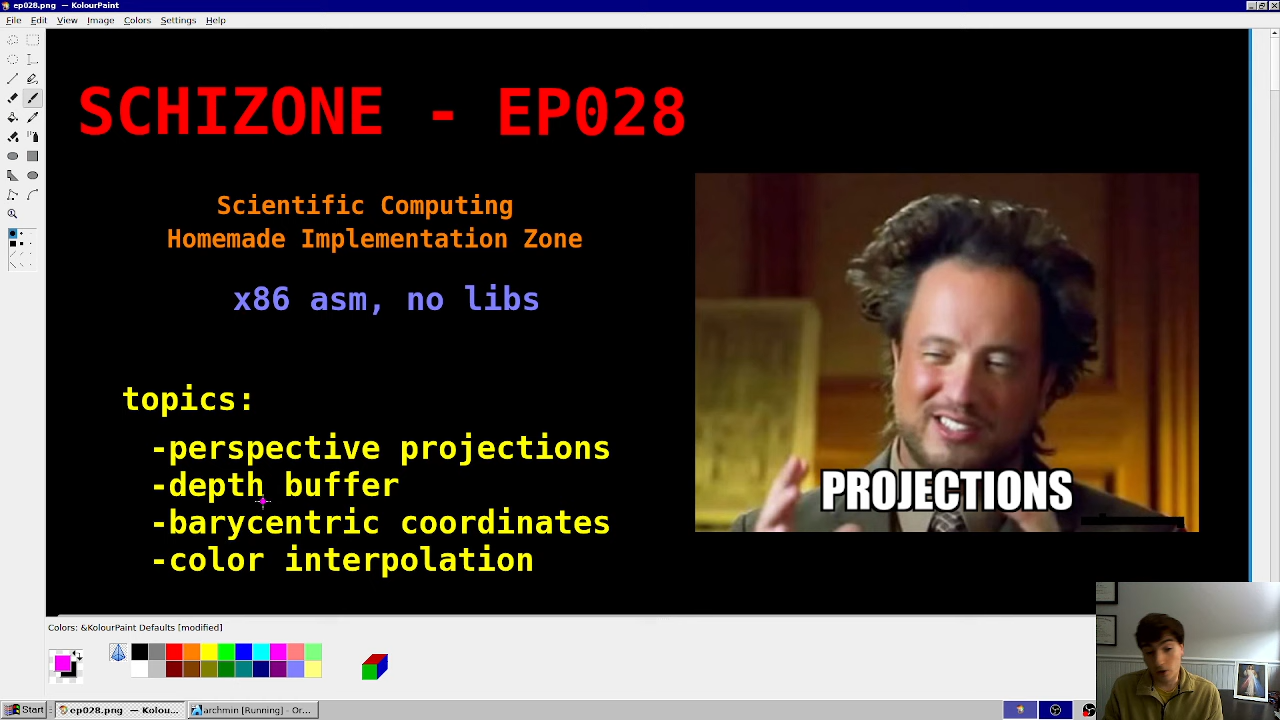 ep028.png — KolourPaint
File Edit View Image Colors Settings Help
SCHIZONE - EP028
Scientific Computing
Homemade Implementation Zone
x86 asm, no libs
topics:
-perspective projections
-depth buffer
-barycentric coordinates
-color interpolation
PROJECTIONS
Colors: &KolourPaint Defaults [modified]
Start ep028.png — Kolou... archmin [Running] - Or...